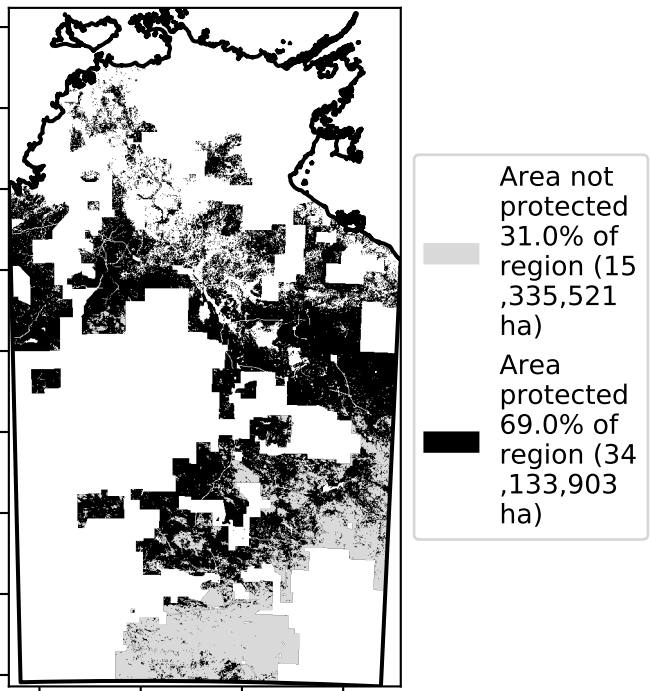 Area not
protected
31.0% of
region (15
,335,521
ha)
Area
protected
69.0% of
region (34
,133,903
ha)